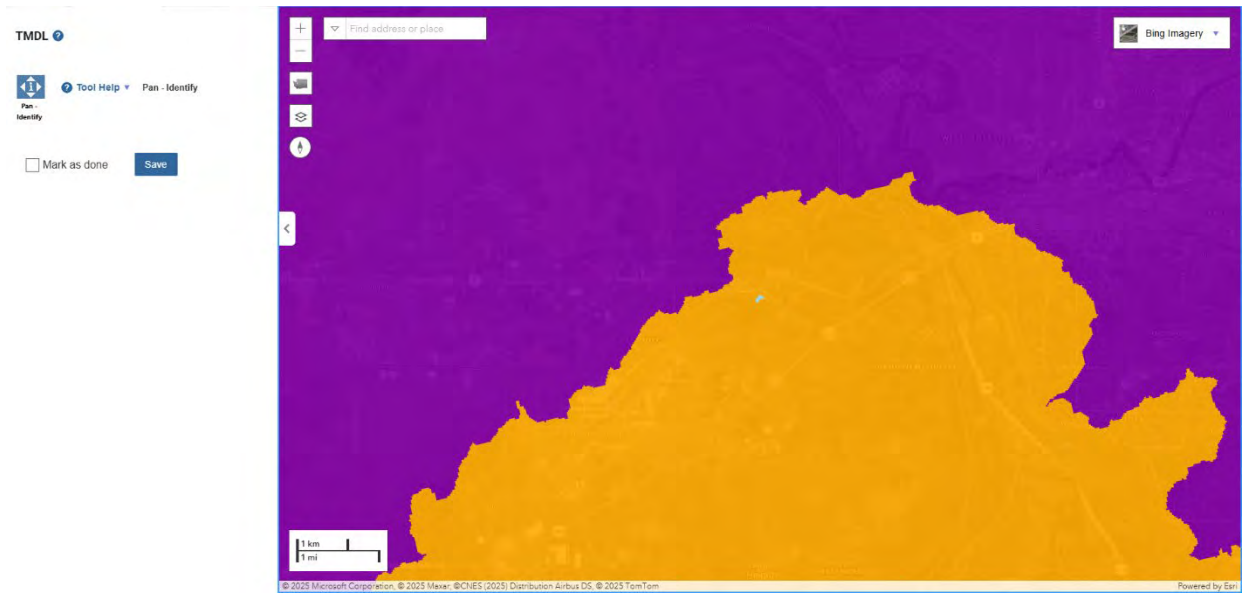 TMDL
Tool Help
Pan - Identify
Pan -
Identify
Mark as done
Save
Find address or place
Bing Imagery
1 km
1 mi
© 2025 Microsoft Corporation, © 2025 Maxar, ©CNES (2025) Distribution Airbus DS, © 2025 TomTom
Powered by Esri